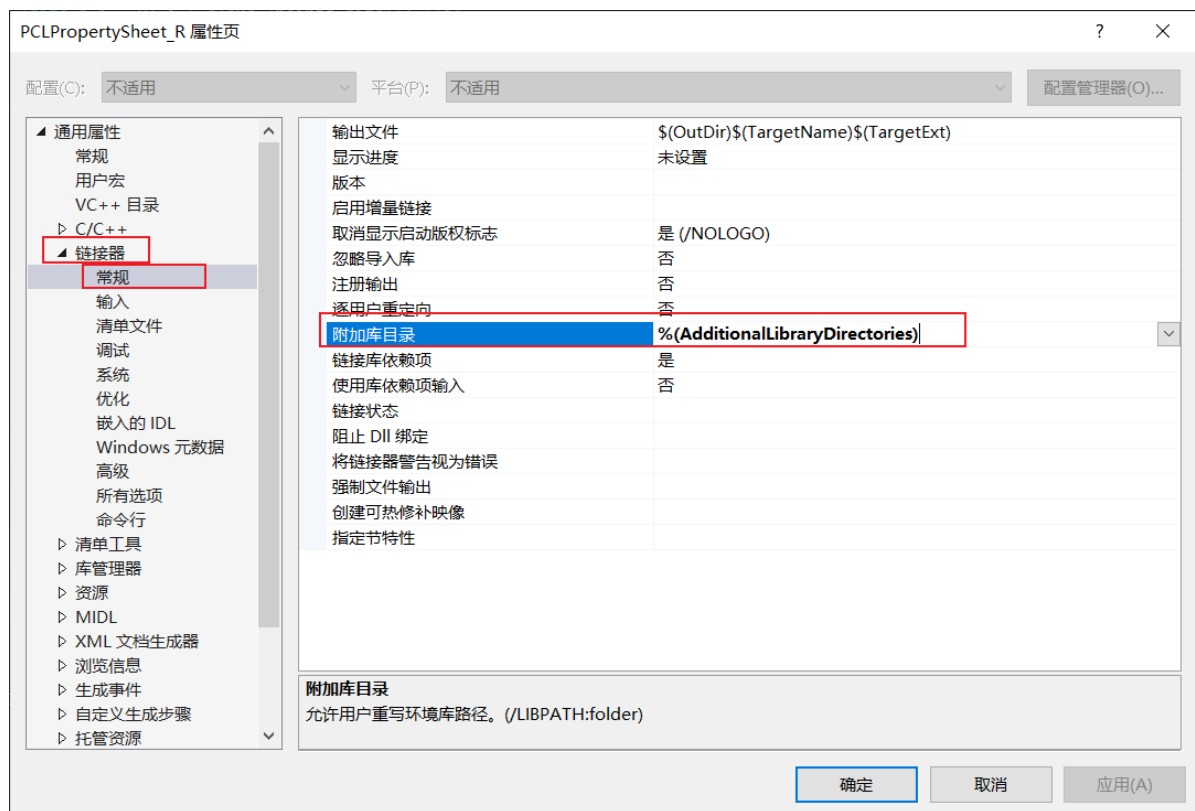 PCLPropertySheet_R 属性页
?
配置(C):
不适用
平台(P):
不适用
配置管理器(O)...
通用属性
常规
用户宏
VC++ 目录
C/C++
链接器
常规
输入
清单文件
调试
系统
优化
嵌入的 IDL
Windows 元数据
高级
所有选项
命令行
清单工具
库管理器
资源
MIDL
XML 文档生成器
浏览信息
生成事件
自定义生成步骤
托管资源
输出文件 $(OutDir)$(TargetName)$(TargetExt)
显示进度 未设置
版本
启用增量链接
取消显示启动版权标志 是 (/NOLOGO)
忽略导入库 否
注册输出 否
逐用户重定向 否
附加库目录 %(AdditionalLibraryDirectories)
链接库依赖项 是
使用库依赖项输入 否
链接状态
阻止 Dll 绑定
将链接器警告视为错误
强制文件输出
创建可热修补映像
指定节特性
附加库目录
允许用户重写环境库路径。(/LIBPATH:folder)
确定
取消
应用(A)